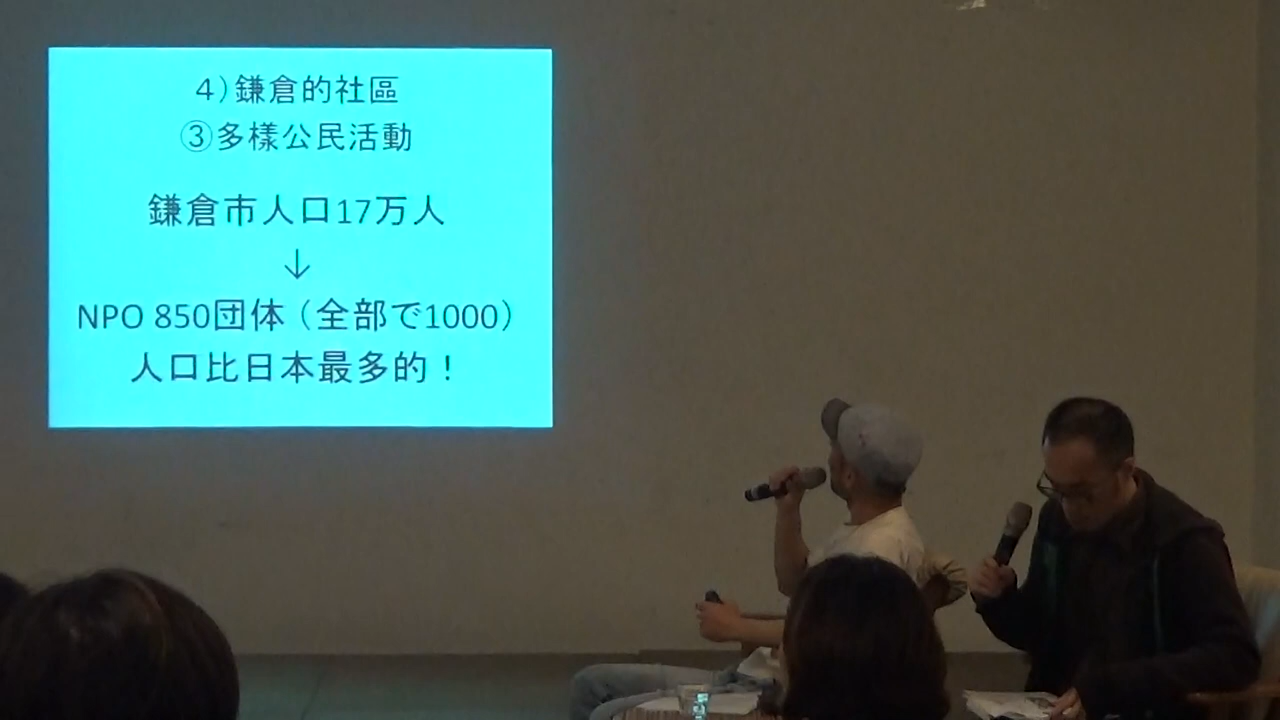 4）鎌倉的社區
③多樣公民活動
鎌倉市人口17万人
↓
NPO 850団体（全部で1000）
人口比日本最多的！